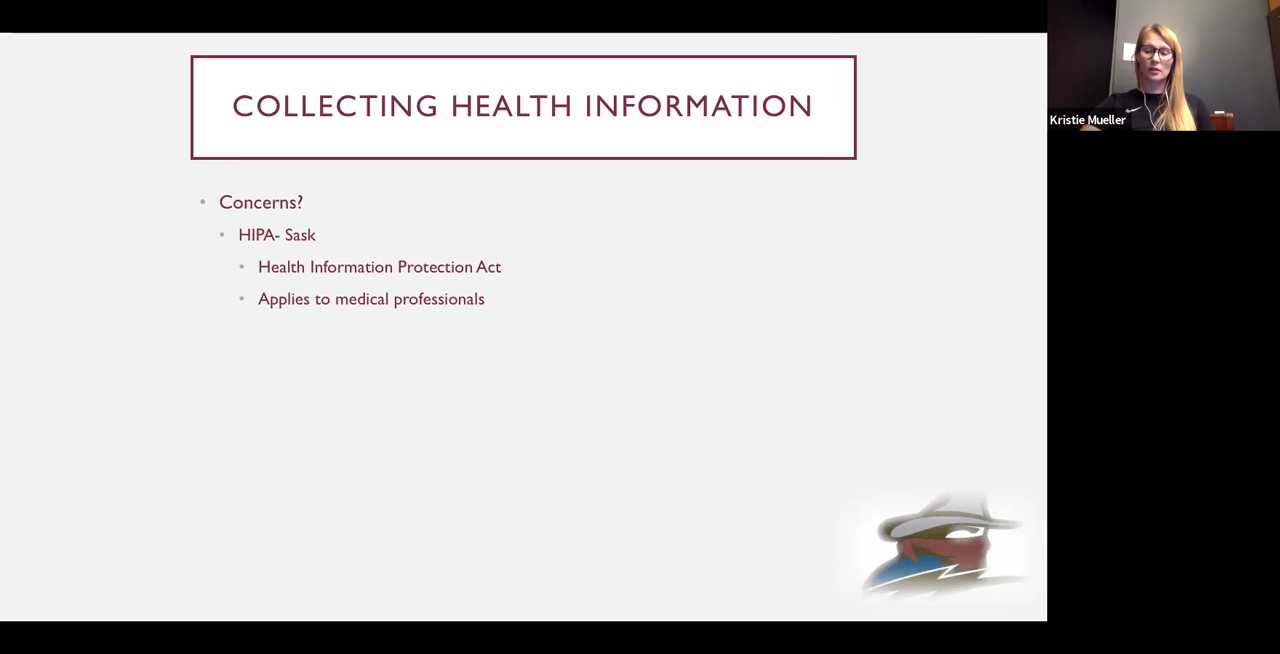 COLLECTING HEALTH INFORMATION
Concerns?
HIPA- Sask
Health Information Protection Act
Applies to medical professionals
Kristie Mueller